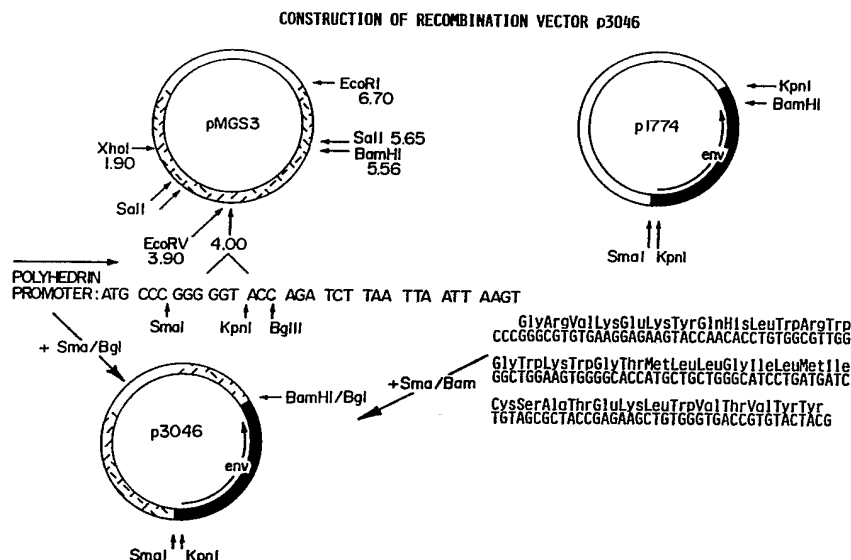 CONSTRUCTION OF RECOMBINATION VECTOR p3046
EcoRI
6.70
pMGS3
SalI 5.65
BamHI
5.56
XhoI
1.90
SalI
EcoRV
3.90
4.00
KpnI
BamHI
p1774
env
SmaI KpnI
POLYHEDRIN
PROMOTER: ATG CCC GGG GGT ACC AGA TCT TAA TTA ATT AAGT
SmaI KpnI BglII
+ Sma/Bgl
GlyArgValLysGluLysTyrGlnHisLeuTrpArgTrp
CCCGGGCGTGTGAAGGAGAAGTACCAACACCTGTGGCGTTGG
GlyTrpLysTrpGlyThrMetLeuLeuGlyIleLeuMetIle
GGCTGGAAGTGGGGCACCATGCTGCTGGGCATCCTGATGATC
CysSerAlaThrGluLysLeuTrpValThrValTyrTyr
TGTAGCGCTACCGAGAAGCTGTGGGTGACCGTGTACTACG
+Sma/Bam
BamHI/Bgl
p3046
env
SmaI KpnI